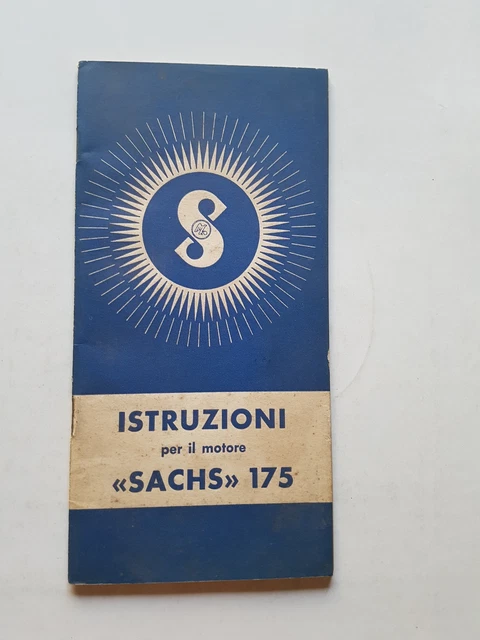 S
ISTRUZIONI
per il motore
«SACHS» 175